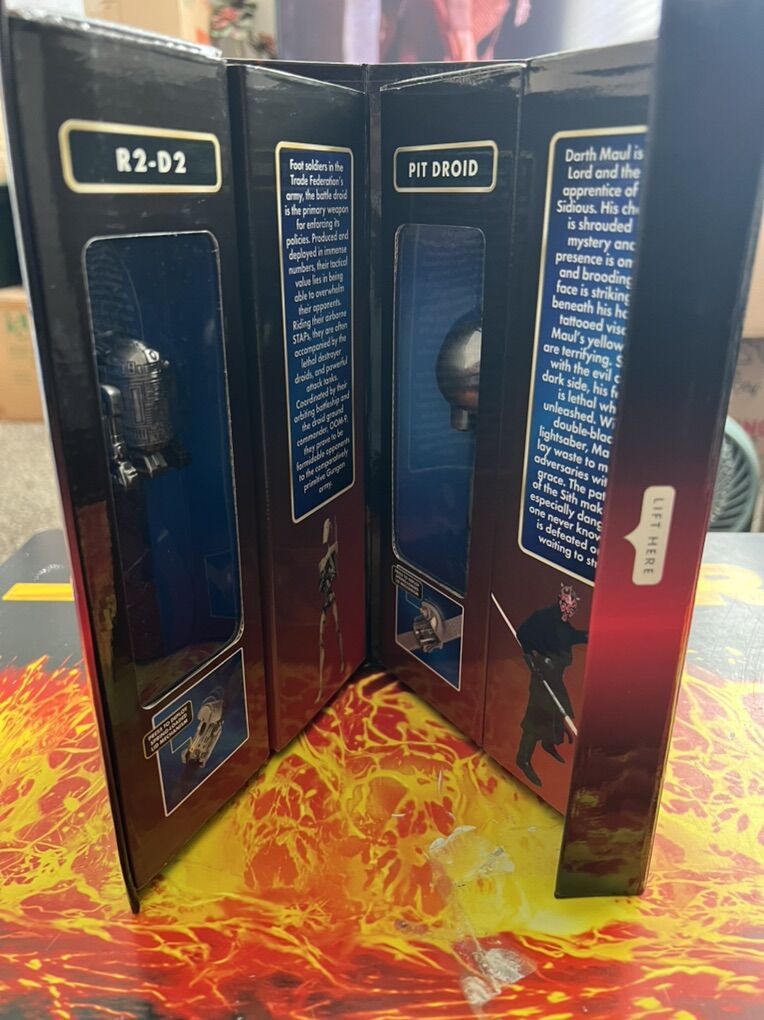 R2-D2
Foot soldiers in the
Trade Federation's
army, the battle droid
is the primary weapon
for enforcing its
policies. Produced and
deployed in immense
numbers, their tactical
value lies in being
able to overwhelm
their opponents.
Riding their airborne
STAPs, they are often
accompanied by the
lethal destroyer
droids, and powerful
attack tanks.
Coordinated by their
orbiting battleship and
the droid ground
commander, OOM-9,
they prove to be
formidable opponents
to the comparatively
primitive Gungan
army.
PIT DROID
Darth Maul is
Lord and the
apprentice of
Sidious. His
is shrouded
mystery and
presence is
and brooding
face is striking
beneath his
tattooed
Maul's yellow
are terrifying.
with the evil
dark side, his
is lethal
unleashed.
lightsaber,
lay waste to
adversaries
grace. The
of the Sith
especially
one never
is defeated
waiting to
LIFT HERE
PRESS TO DEPLOY
SPRING-LOADED
LID MECHANISM